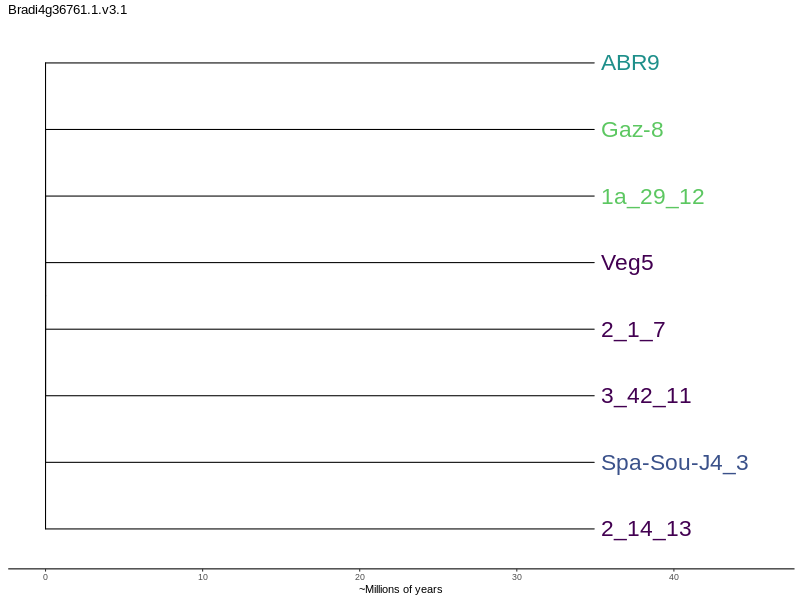 Bradi4g36761.1.v3.1
ABR9
Gaz-8
1a_29_12
Veg5
2_1_7
3_42_11
Spa-Sou-J4_3
2_14_13
0 10 20 30 40
~Millions of years